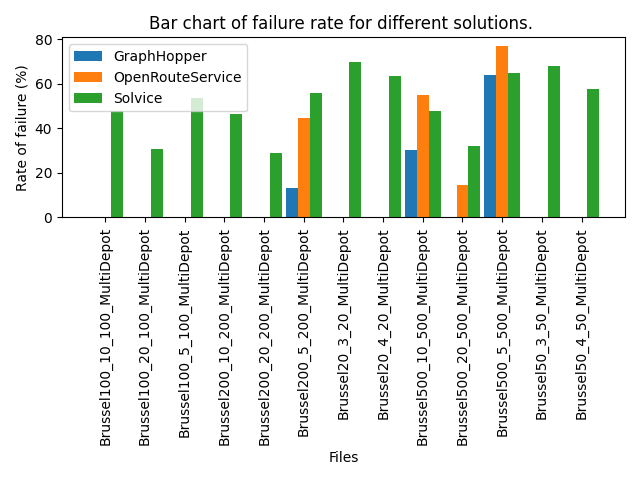 Bar chart of failure rate for different solutions.
Rate of failure (%)
80
60
40
20
0
GraphHopper
OpenRouteService
Solvice
Brussel100_10_100_MultiDepot
Brussel100_20_100_MultiDepot
Brussel100_5_100_MultiDepot
Brussel200_10_200_MultiDepot
Brussel200_20_200_MultiDepot
Brussel200_5_200_MultiDepot
Brussel20_3_20_MultiDepot
Brussel20_4_20_MultiDepot
Brussel500_10_500_MultiDepot
Brussel500_20_500_MultiDepot
Brussel500_5_500_MultiDepot
Brussel50_3_50_MultiDepot
Brussel50_4_50_MultiDepot
Files